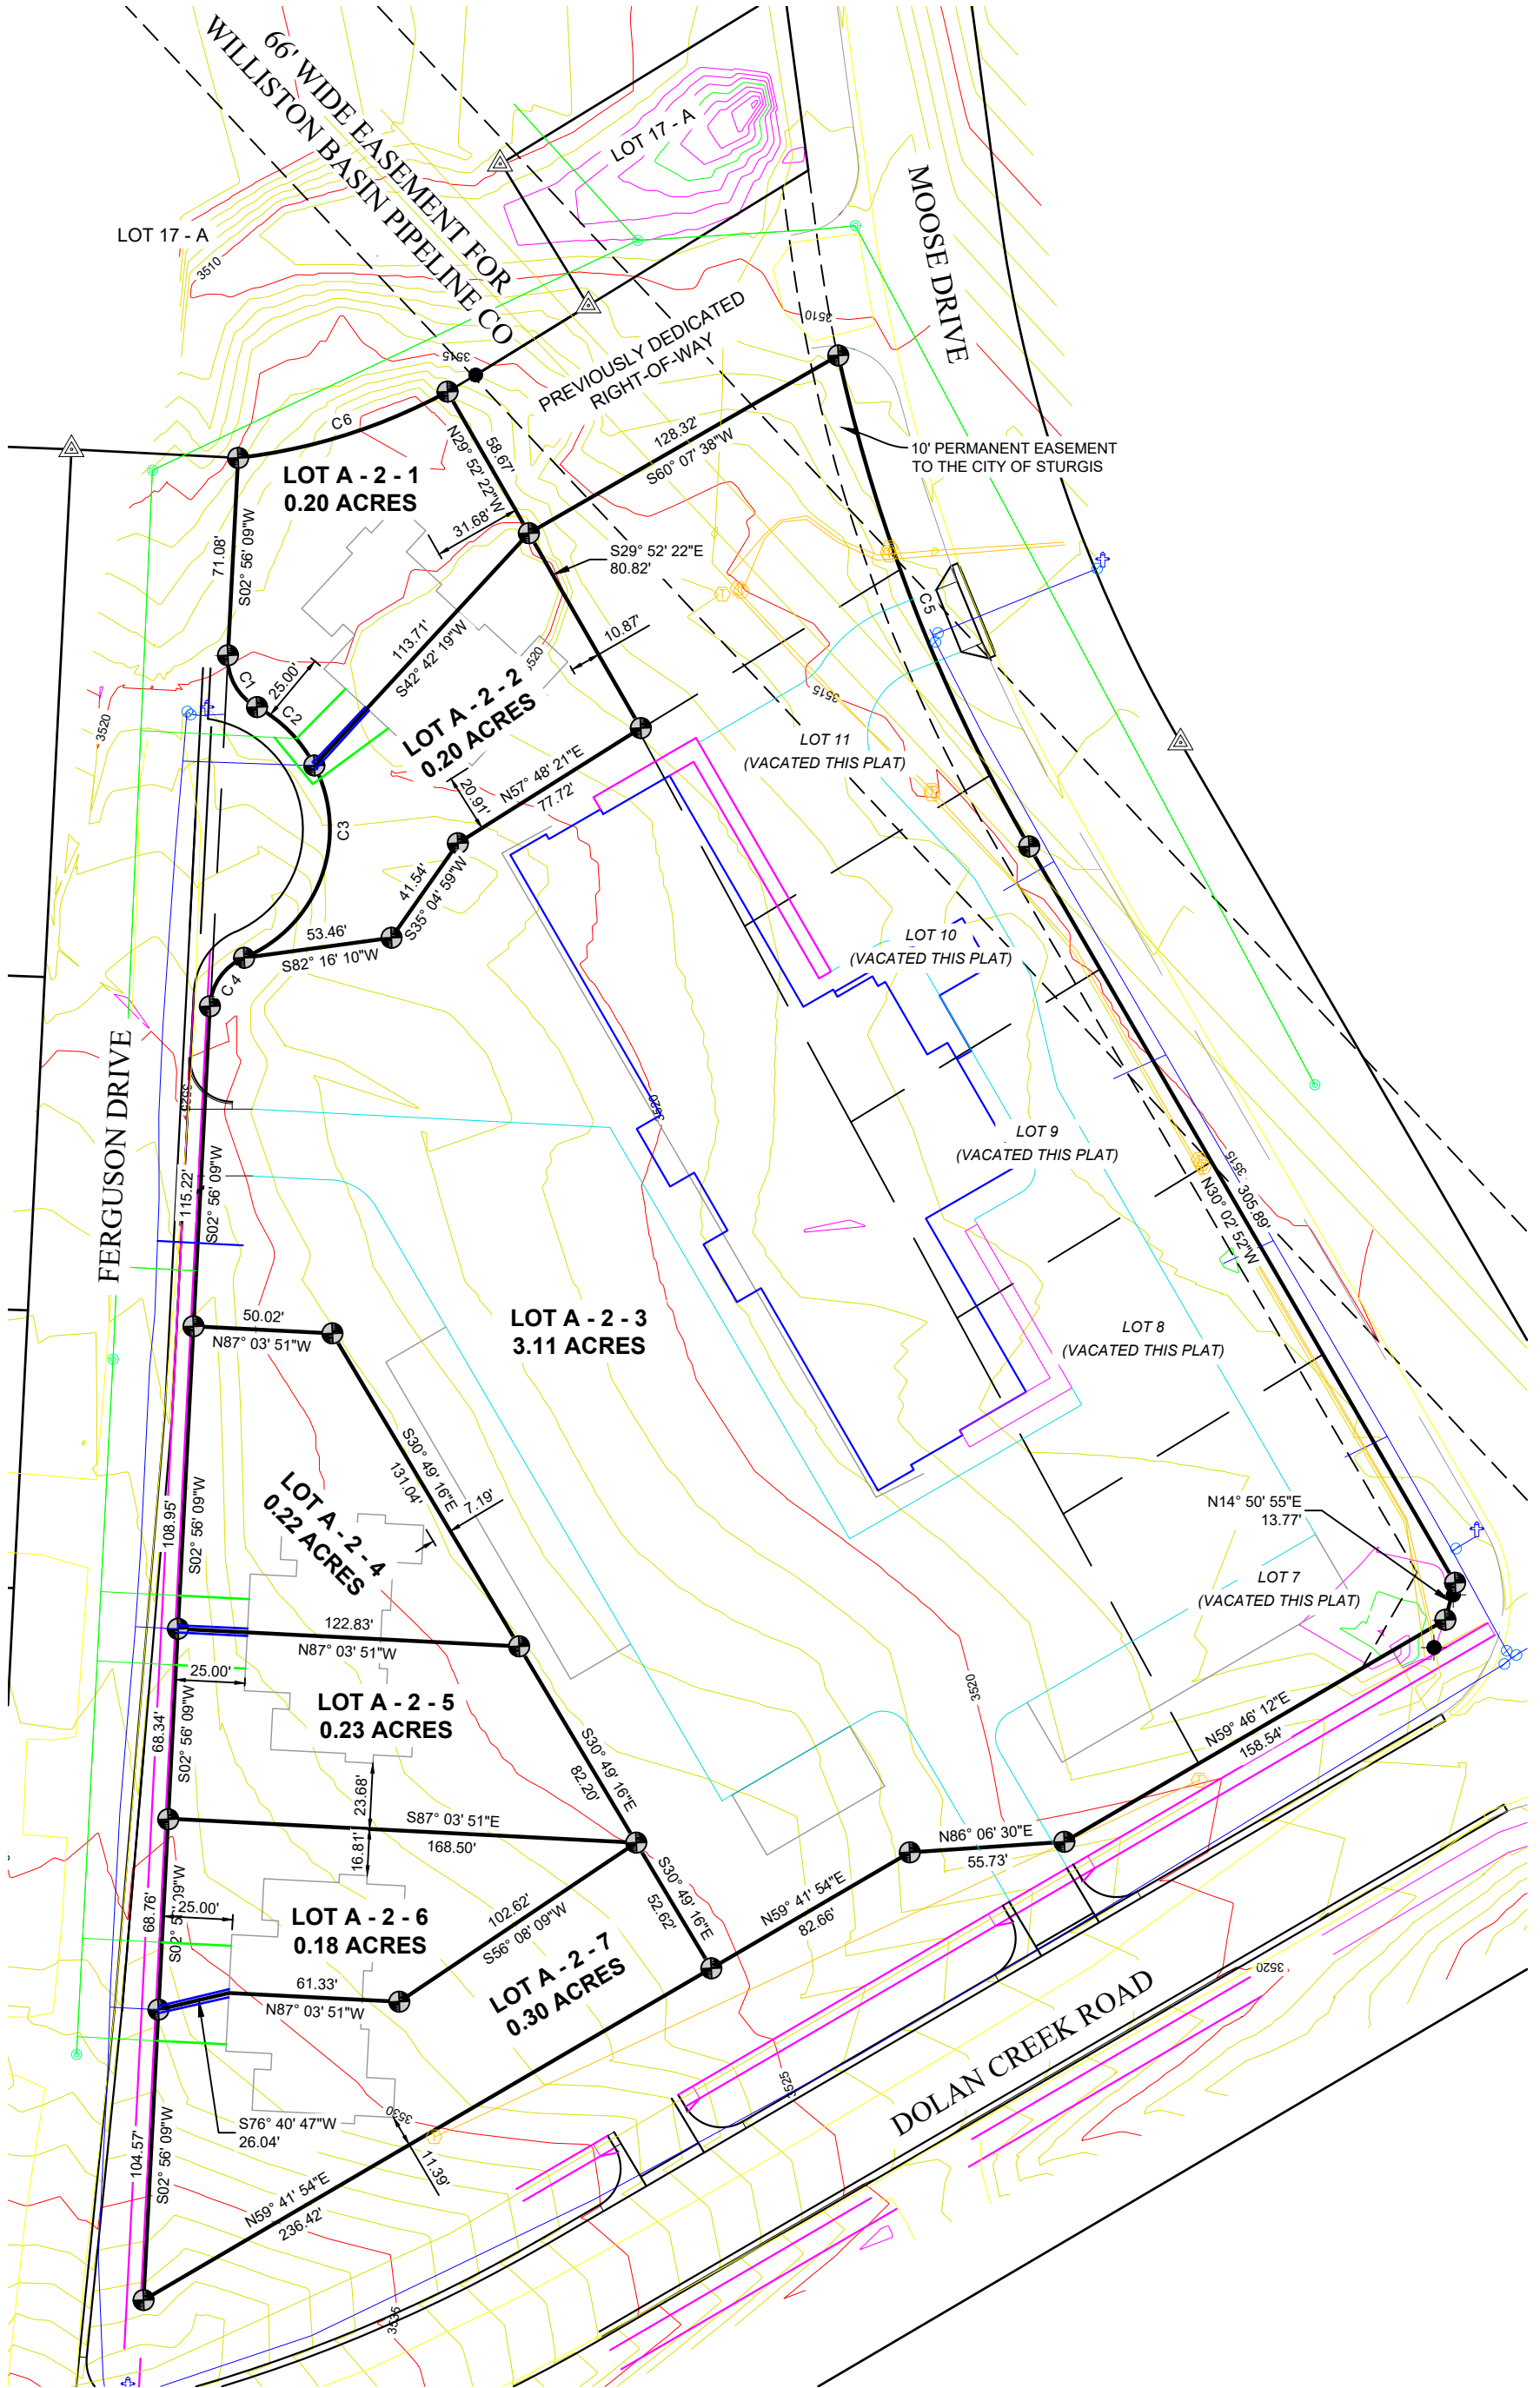 66' WIDE EASEMENT FOR
WILLISTON BASIN PIPELINE CO
LOT 17 - A
LOT 17 - A
3510
MOOSE DRIVE
PREVIOUSLY DEDICATED
RIGHT-OF-WAY
3510
3515
C6
128.32'
S60° 07' 38"W
10' PERMANENT EASEMENT
TO THE CITY OF STURGIS
LOT A - 2 - 1
0.20 ACRES
58.67'
N29° 52' 22"W
31.68'
71.08'
S02° 56' 09"W
S29° 52' 22"E
80.82'
C5
113.71'
S42° 42' 19"W
10.87'
3520
C1
25.00'
C2
3515
3520
LOT A - 2 - 2
0.20 ACRES
LOT 11
(VACATED THIS PLAT)
N57° 48' 21"E
77.72'
20.91'
C3
41.54'
S35° 04' 59"W
53.46'
S82° 16' 10"W
C4
LOT 10
(VACATED THIS PLAT)
FERGUSON DRIVE
3525
3520
LOT 9
(VACATED THIS PLAT)
115.22'
S02° 56' 09"W
3515
305.89'
N30° 02' 52"W
50.02'
N87° 03' 51"W
LOT A - 2 - 3
3.11 ACRES
LOT 8
(VACATED THIS PLAT)
S30° 49' 16"E
131.04'
7.19'
LOT A - 2 - 4
0.22 ACRES
108.95'
S02° 56' 09"W
N14° 50' 55"E
13.77'
LOT 7
(VACATED THIS PLAT)
122.83'
N87° 03' 51"W
25.00'
LOT A - 2 - 5
0.23 ACRES
68.34'
S02° 56' 09"W
3520
N59° 46' 12"E
158.54'
S30° 49' 16"E
82.20'
23.68'
S87° 03' 51"E
168.50'
16.81'
N86° 06' 30"E
55.73'
S30° 49' 16"E
52.62'
N59° 41' 54"E
82.66'
68.76'
25.00'
LOT A - 2 - 6
0.18 ACRES
102.62'
S56° 08' 09"W
61.33'
N87° 03' 51"W
LOT A - 2 - 7
0.30 ACRES
3520
3525
DOLAN CREEK ROAD
S76° 40' 47"W
26.04'
3530
11.39'
104.57'
S02° 56' 09"W
N59° 41' 54"E
236.42'
3535